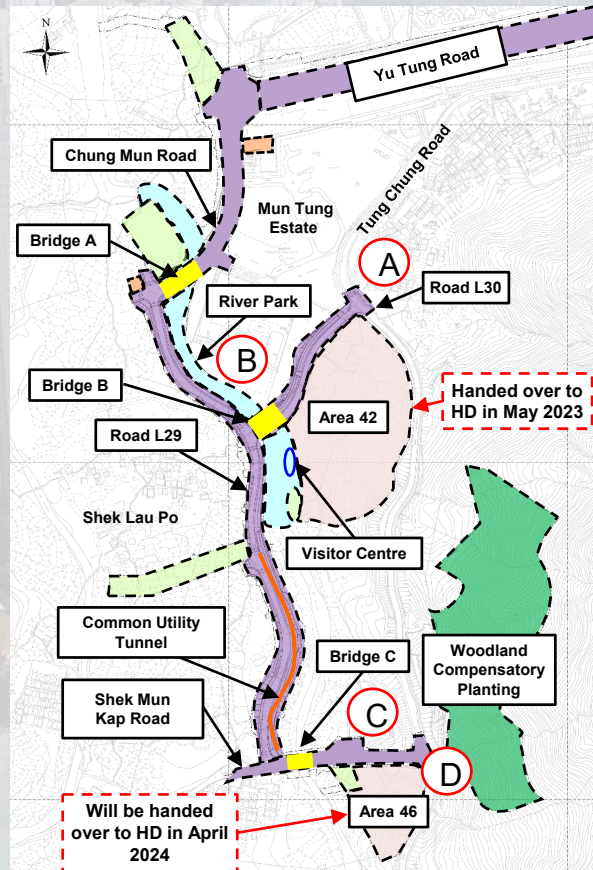 N
Yu Tung Road
Chung Mun Road
Tung Chung Road
Mun Tung
Estate
Bridge A
A
Road L30
River Park
B
Bridge B
Area 42
Handed over to
HD in May 2023
Road L29
Shek Lau Po
Visitor Centre
Common Utility
Tunnel
Bridge C
Woodland
Compensatory
Planting
Shek Mun
Kap Road
C
D
Will be handed
over to HD in April
2024
Area 46